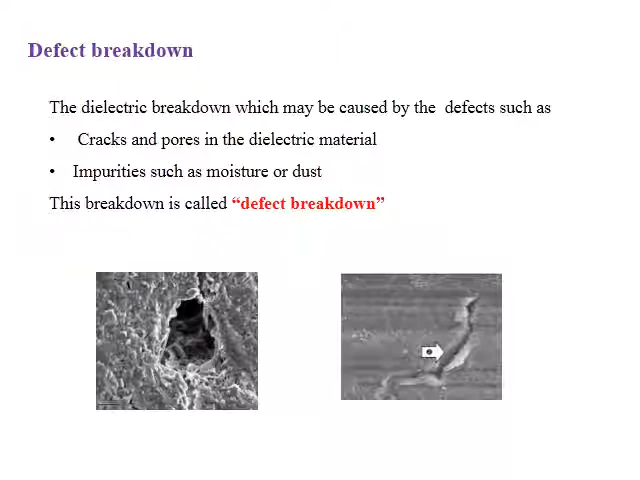 Defect breakdown
The dielectric breakdown which may be caused by the defects such as
• Cracks and pores in the dielectric material
• Impurities such as moisture or dust
This breakdown is called “defect breakdown”